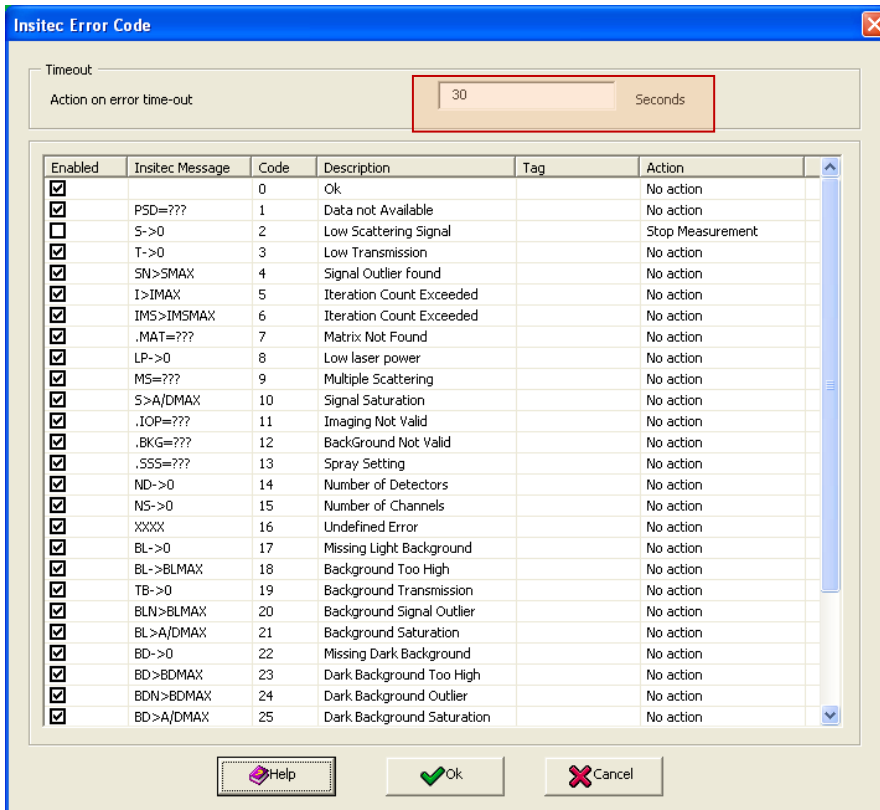 Insitec Error Code
Timeout
Action on error time-out 30 Seconds
Enabled Insitec Message Code Description Tag Action
0 Ok No action
PSD=??? 1 Data not Available No action
S->0 2 Low Scattering Signal Stop Measurement
T->0 3 Low Transmission No action
SN>SMAX 4 Signal Outlier found No action
I>IMAX 5 Iteration Count Exceeded No action
IMS>IMSMAX 6 Iteration Count Exceeded No action
.MAT=??? 7 Matrix Not Found No action
LP->0 8 Low laser power No action
MS=??? 9 Multiple Scattering No action
S>A/DMAX 10 Signal Saturation No action
.IOP=??? 11 Imaging Not Valid No action
.BKG=??? 12 BackGround Not Valid No action
.SSS=??? 13 Spray Setting No action
ND->0 14 Number of Detectors No action
NS->0 15 Number of Channels No action
XXXX 16 Undefined Error No action
BL->0 17 Missing Light Background No action
BL->BLMAX 18 Background Too High No action
TB->0 19 Background Transmission No action
BLN>BLMAX 20 Background Signal Outlier No action
BL>A/DMAX 21 Background Saturation No action
BD->0 22 Missing Dark Background No action
BD>BDMAX 23 Dark Background Too High No action
BDN>BDMAX 24 Dark Background Outlier No action
BD>A/DMAX 25 Dark Background Saturation No action
Help Ok Cancel